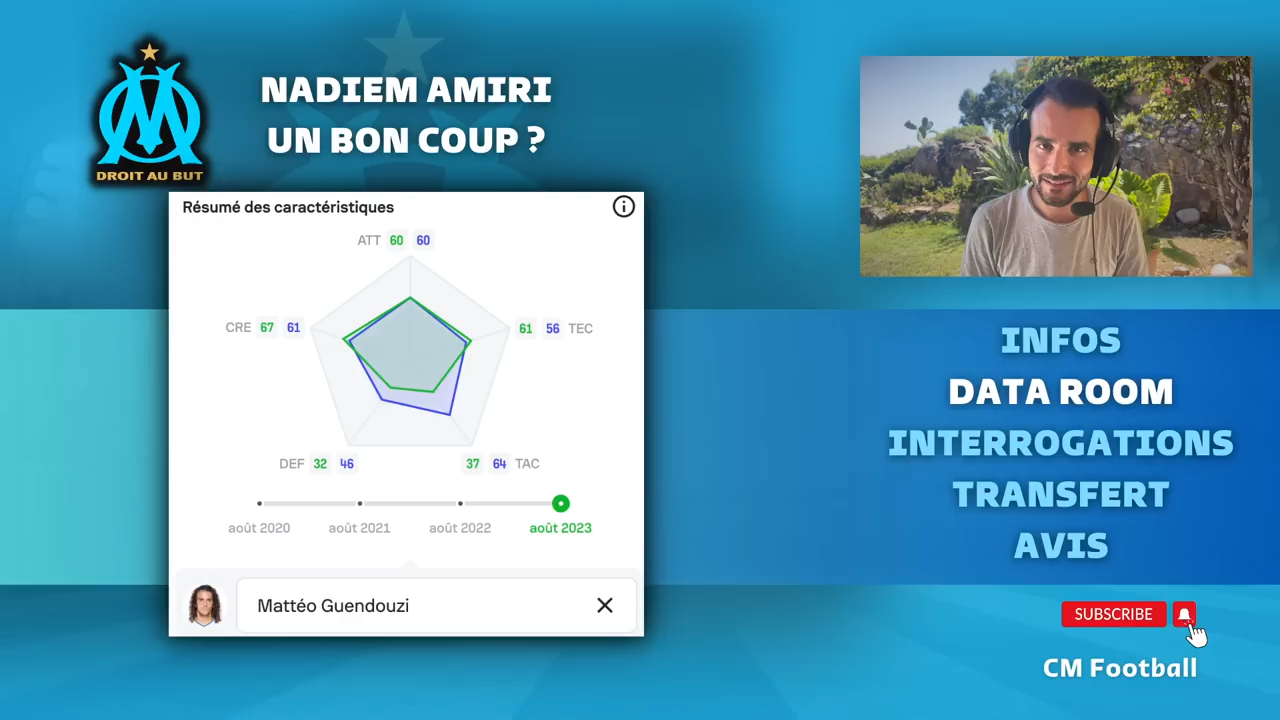 DROIT AU BUT
NADIEM AMIRI
UN BON COUP ?
Résumé des caractéristiques
ATT 60 60
CRE 67 61
61 56 TEC
DEF 32 46
37 64 TAC
août 2020 août 2021 août 2022 août 2023
Mattéo Guendouzi
INFOS
DATA ROOM
INTERROGATIONS
TRANSFERT
AVIS
SUBSCRIBE
CM Football